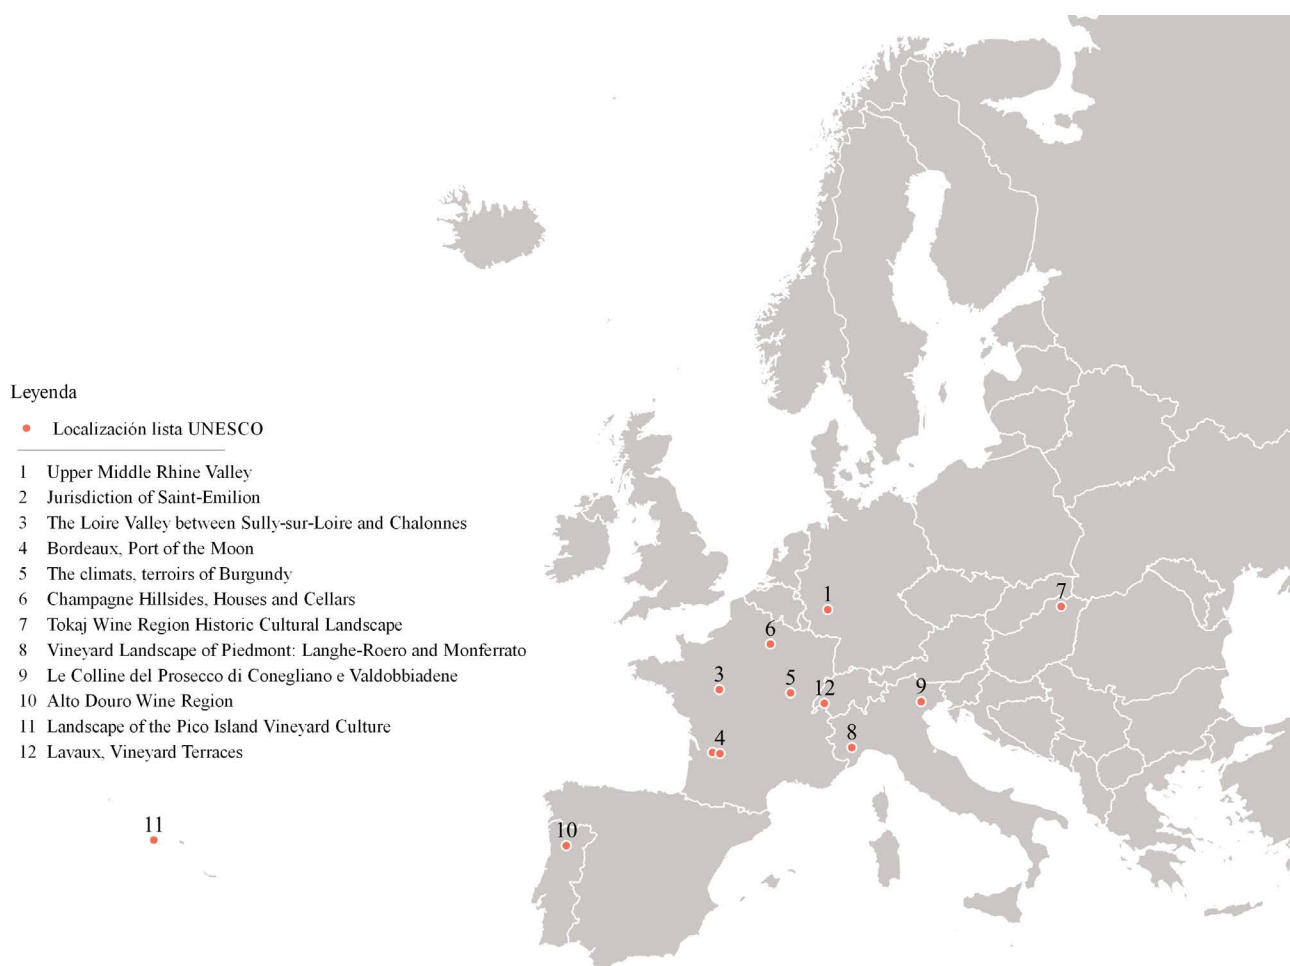 Leyenda
Localización lista UNESCO
1 Upper Middle Rhine Valley
2 Jurisdiction of Saint-Emilion
3 The Loire Valley between Sully-sur-Loire and Chalonnes
4 Bordeaux, Port of the Moon
5 The climats, terroirs of Burgundy
6 Champagne Hillsides, Houses and Cellars
7 Tokaj Wine Region Historic Cultural Landscape
8 Vineyard Landscape of Piedmont: Langhe-Roero and Monferrato
9 Le Colline del Prosecco di Conegliano e Valdobbiadene
10 Alto Douro Wine Region
11 Landscape of the Pico Island Vineyard Culture
12 Lavaux, Vineyard Terraces
1
7
6
3
5
12
9
4
8
11
10